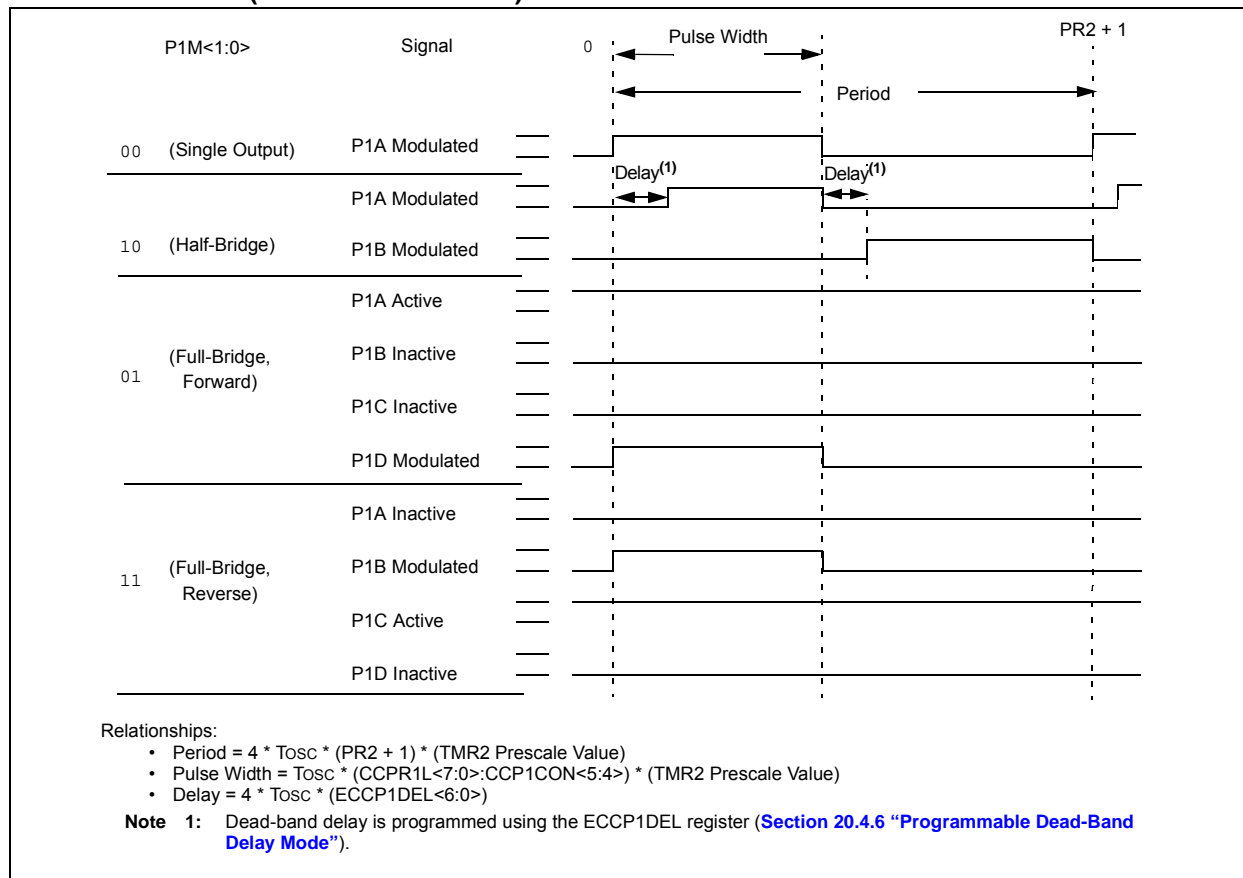 P1M<1:0> Signal 0 Pulse Width PR2 + 1
Period
00 (Single Output) P1A Modulated
Delay(1) Delay(1)
P1A Modulated
10 (Half-Bridge) P1B Modulated
P1A Active
01 (Full-Bridge, Forward) P1B Inactive
P1C Inactive
P1D Modulated
P1A Inactive
11 (Full-Bridge, Reverse) P1B Modulated
P1C Active
P1D Inactive
Relationships:
• Period = 4 * TOSC * (PR2 + 1) * (TMR2 Prescale Value)
• Pulse Width = TOSC * (CCPR1L<7:0>:CCP1CON<5:4>) * (TMR2 Prescale Value)
• Delay = 4 * TOSC * (ECCP1DEL<6:0>)
Note 1: Dead-band delay is programmed using the ECCP1DEL register (Section 20.4.6 “Programmable Dead-Band
Delay Mode”).